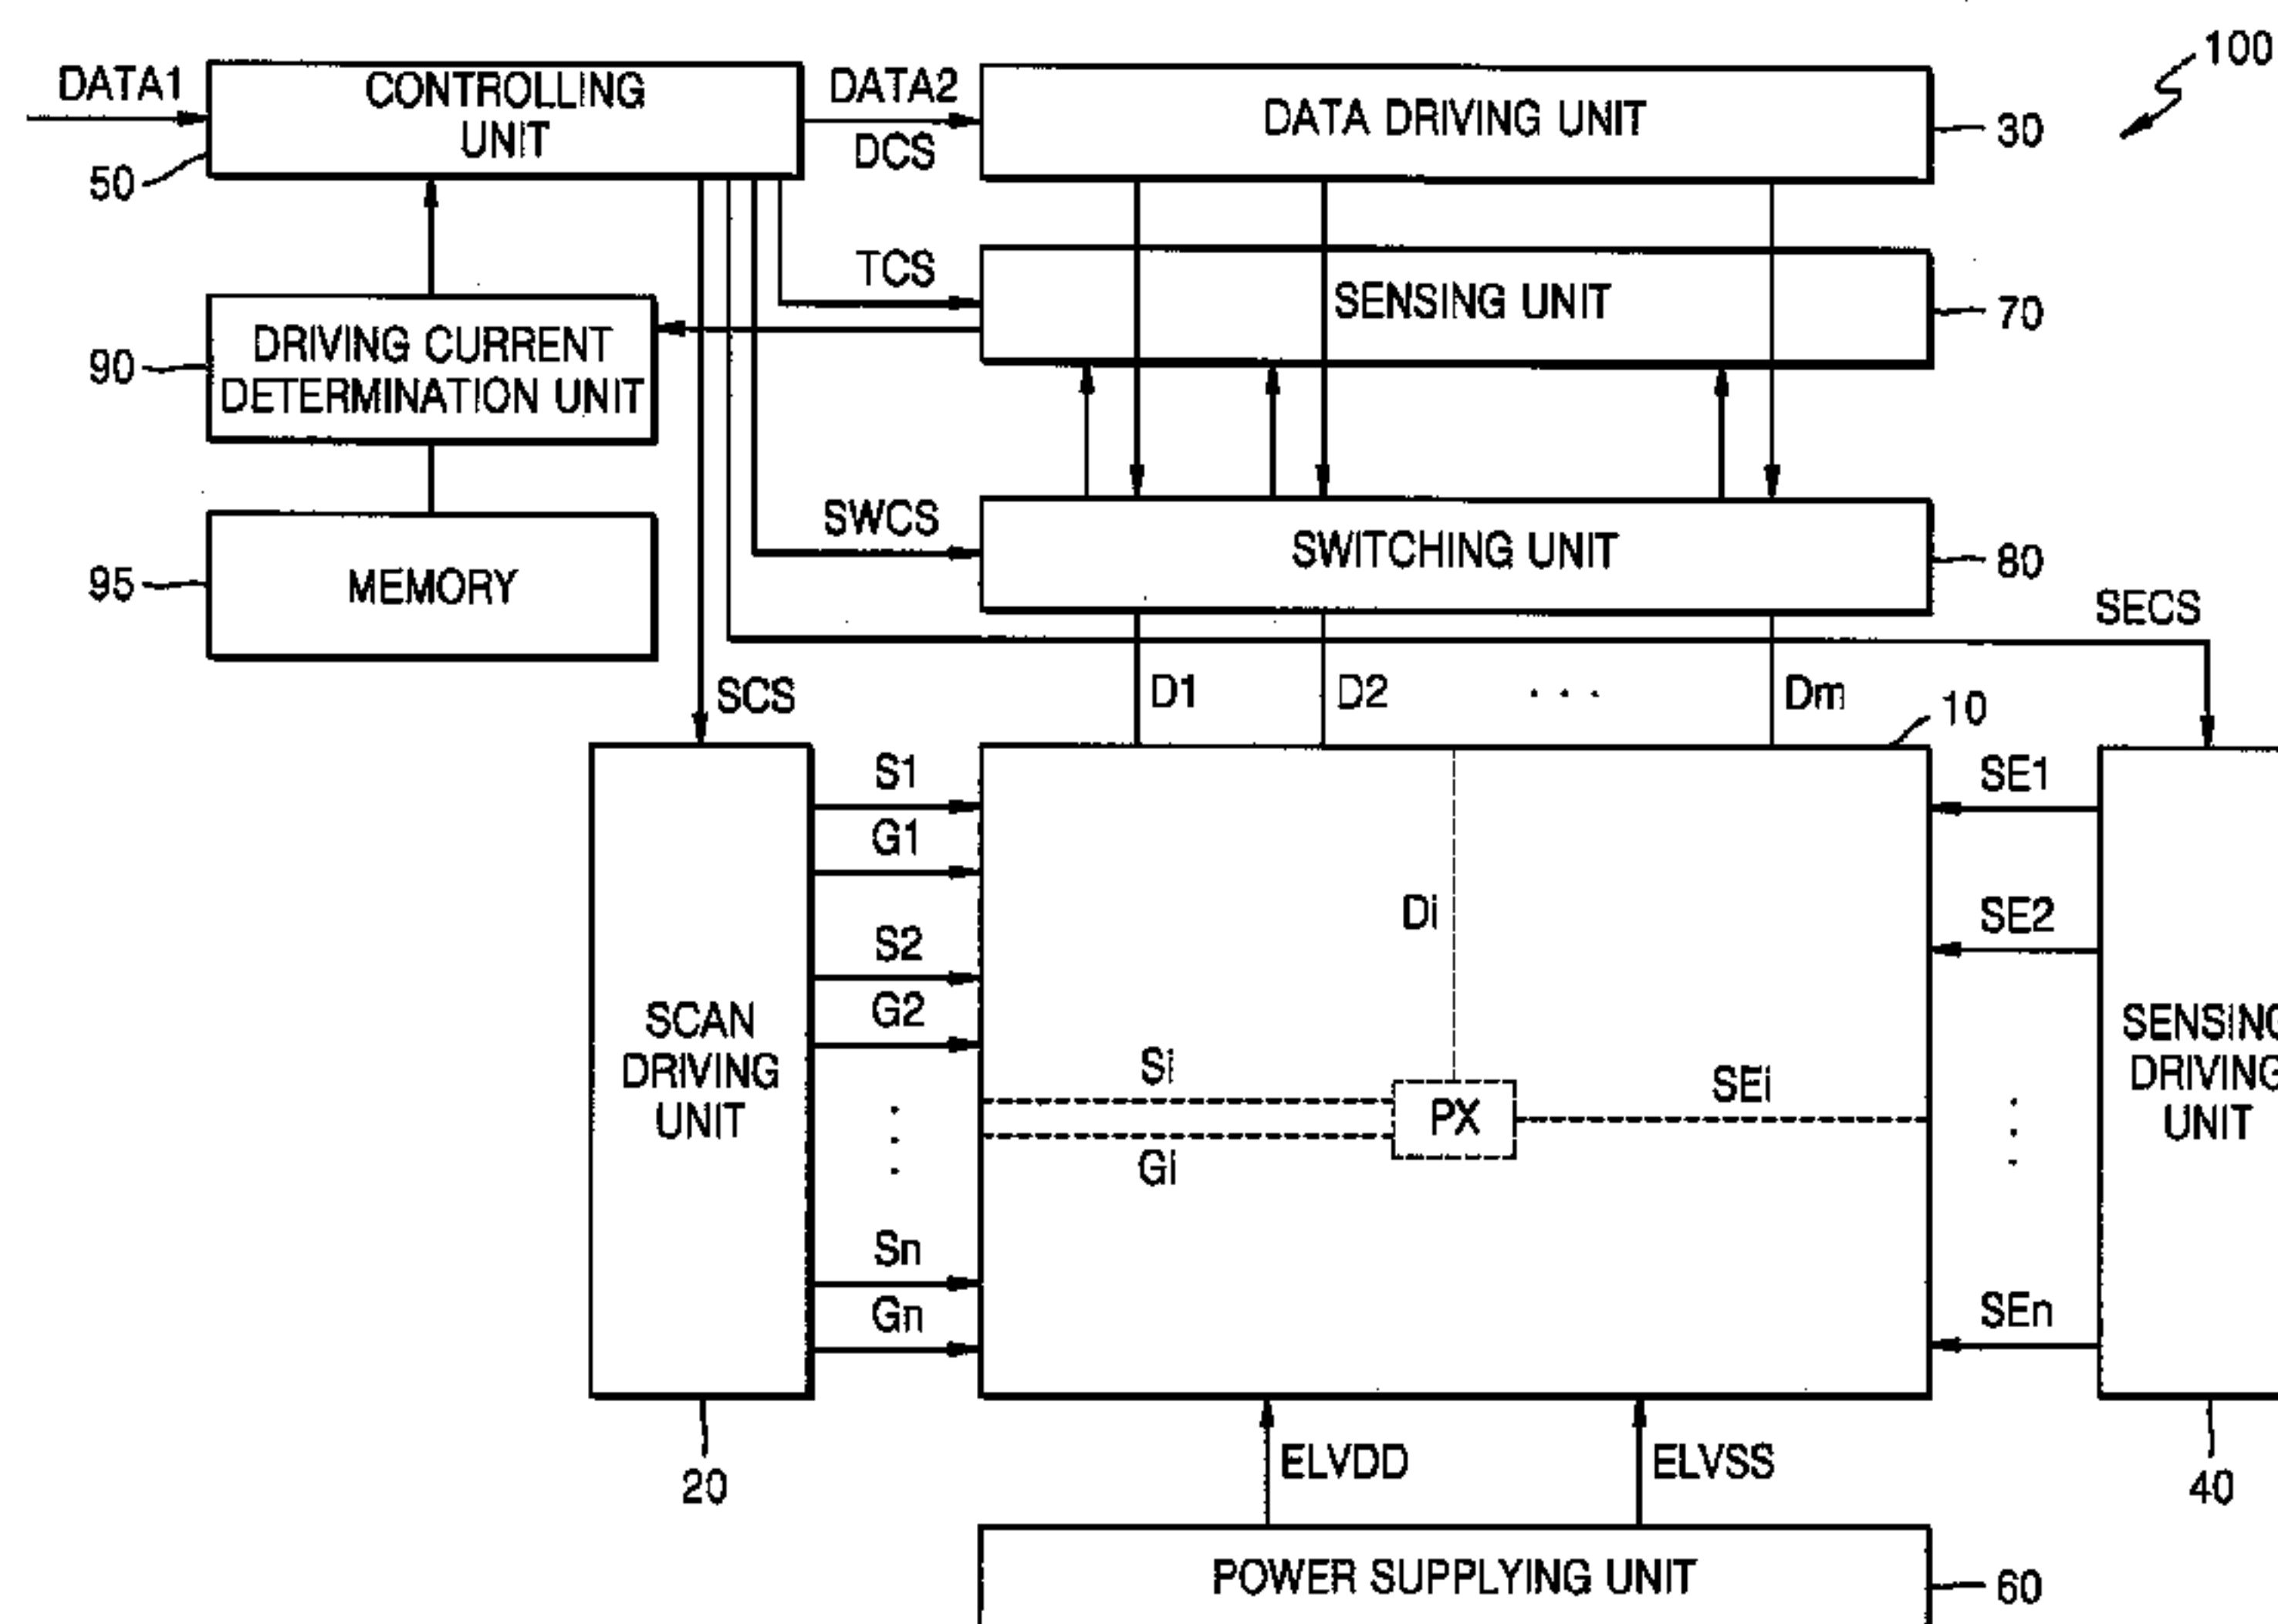 100
DATA1
CONTROLLING
UNIT
50
DATA2
DCS
DATA DRIVING UNIT
30
TCS
SENSING UNIT
70
DRIVING CURRENT
DETERMINATION UNIT
90
SWCS
SWITCHING UNIT
80
MEMORY
95
SECS
SCS
D1
D2
. . .
Dm
10
S1
G1
S2
G2
Sn
Gn
SCAN
DRIVING
UNIT
20
Di
Si
Gi
PX
SEi
SE1
SE2
SEn
SENSING
DRIVING
UNIT
40
ELVDD
ELVSS
POWER SUPPLYING UNIT
60